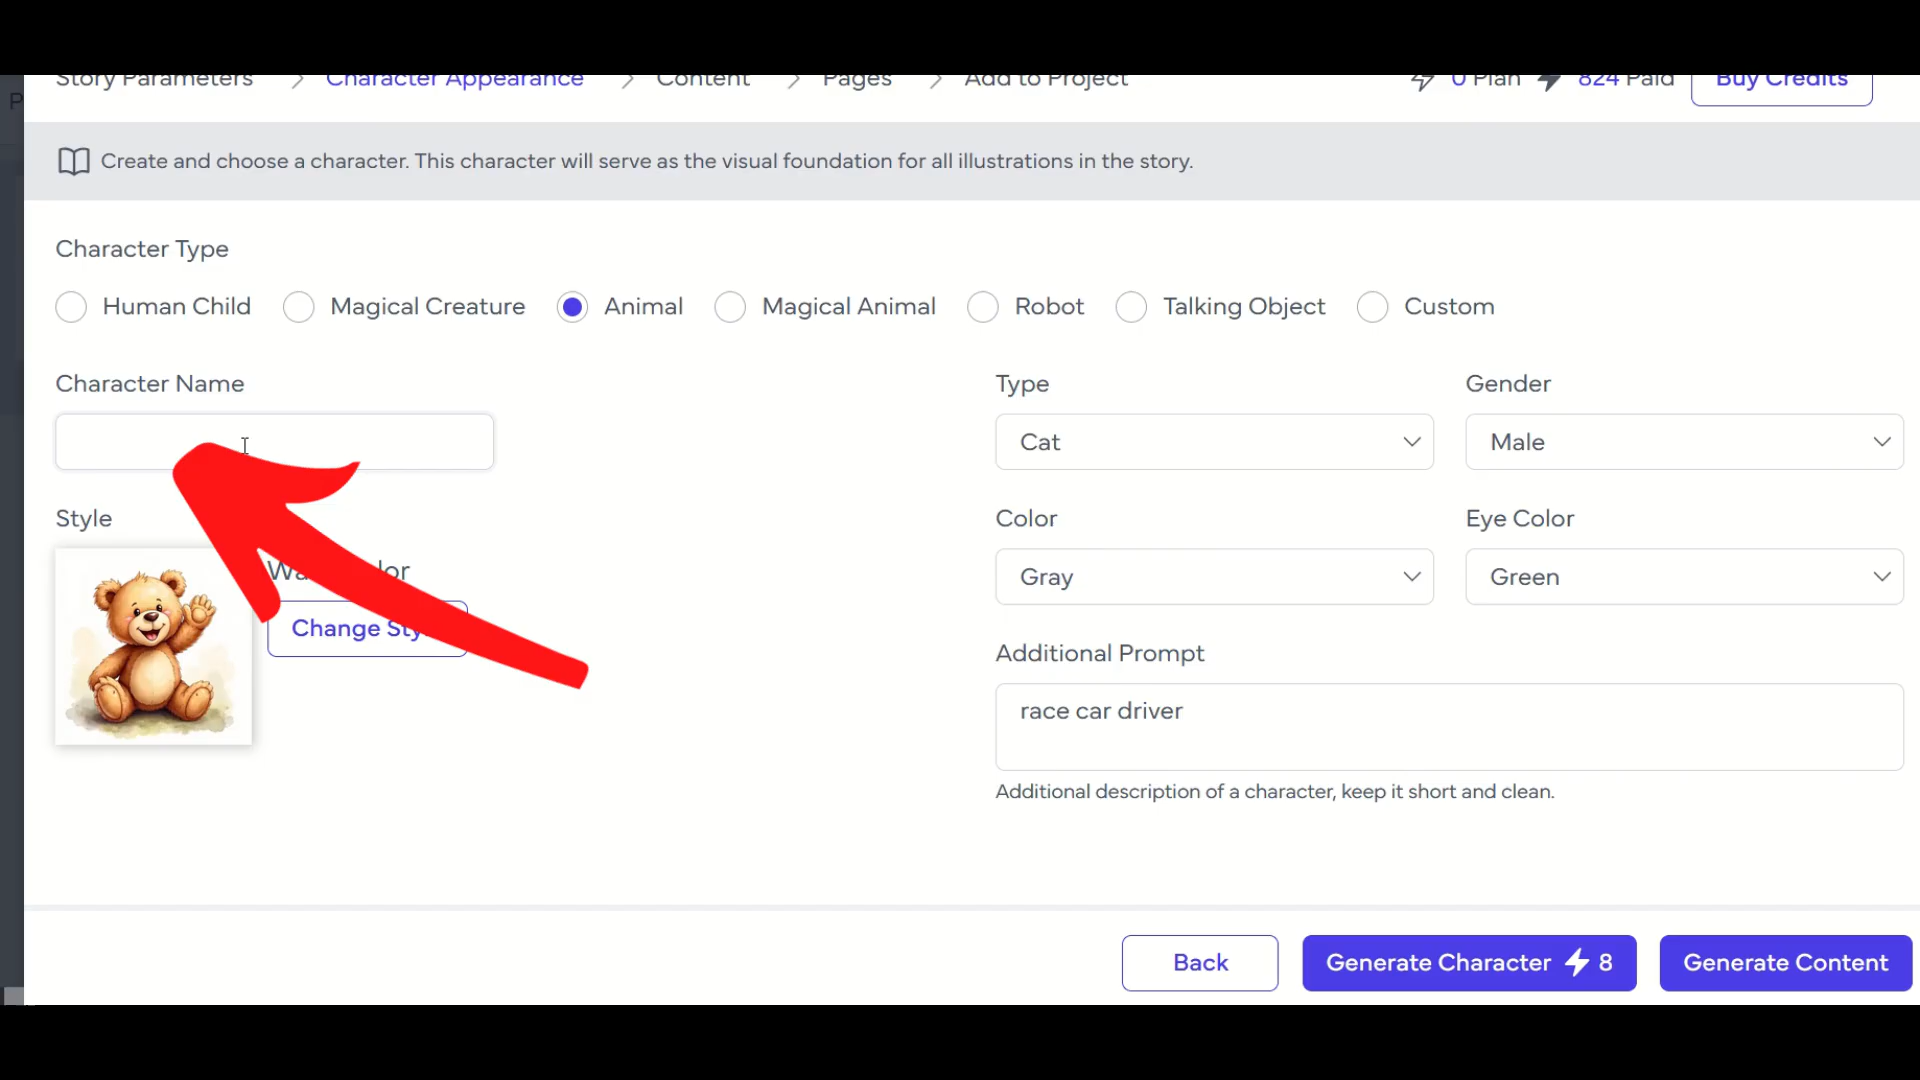 Story Parameters > Character Appearance > Content > Pages > Add to Project 0 Plan 824 Paid Buy Credits
Create and choose a character. This character will serve as the visual foundation for all illustrations in the story.
Character Type
Human Child Magical Creature Animal Magical Animal Robot Talking Object Custom
Character Name Type Gender
Cat Male
Style Color Eye Color
Gray Green
Change
Additional Prompt
race car driver
Additional description of a character, keep it short and clean.
Back Generate Character 8 Generate Content